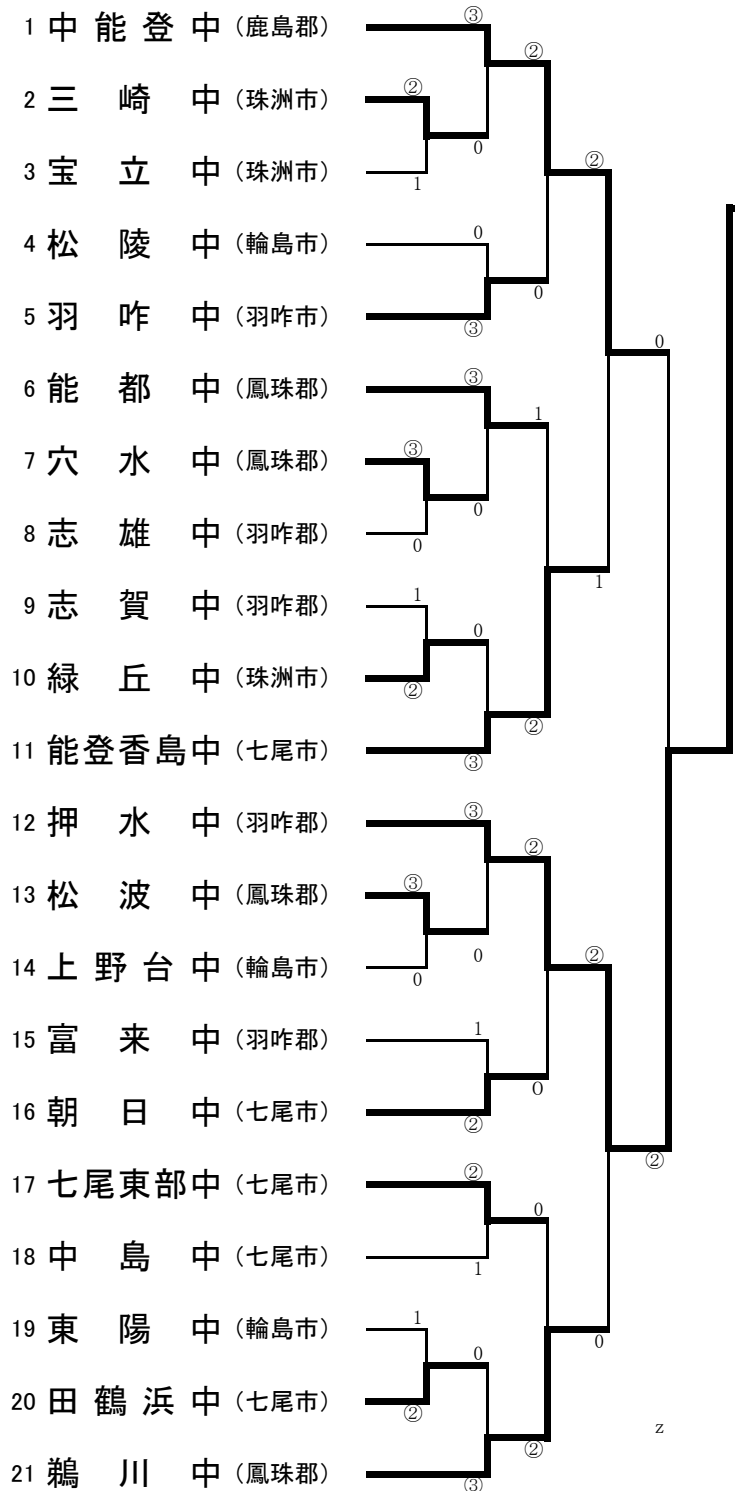 ③
1 中能登中 (鹿島郡)
②
②
2 三崎中 (珠洲市)
0
②
3 宝立中 (珠洲市)
1
0
4 松陵中 (輪島市)
0
5 羽咋中 (羽咋市)
③
0
6 能都中 (鳳珠郡)
③
1
③
7 穴水中 (鳳珠郡)
0
8 志雄中 (羽咋郡)
0
1
9 志賀中 (羽咋郡)
1
0
10 緑丘中 (珠洲市)
②
②
11 能登香島中 (七尾市)
③
③
12 押水中 (羽咋郡)
②
③
13 松波中 (鳳珠郡)
0
②
14 上野台中 (輪島市)
0
1
15 富来中 (羽咋郡)
0
16 朝日中 (七尾市)
②
②
②
17 七尾東部中 (七尾市)
0
18 中島中 (七尾市)
1
1
19 東陽中 (輪島市)
0
0
20 田鶴浜中 (七尾市)
②
z
②
21 鵜川中 (鳳珠郡)
③